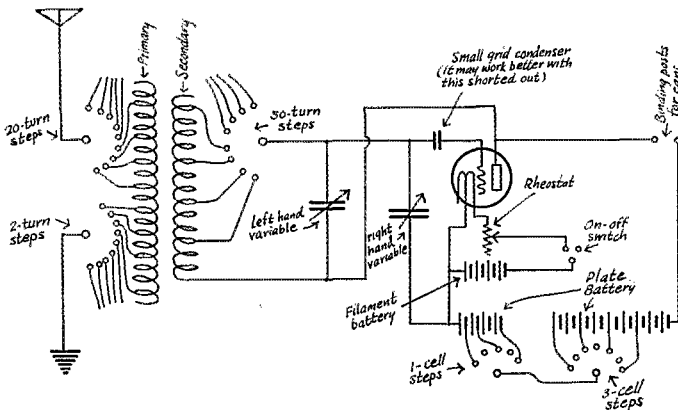 Primary
Secondary
20-turn
steps
2-turn
steps
50-turn
steps
Small grid condenser
(it may work better with
this shorted out)
Binding posts
left hand
variable
right
hand
variable
Rheostat
On-off
switch
Filament
battery
Plate
Battery
1-cell
steps
3-cell
steps